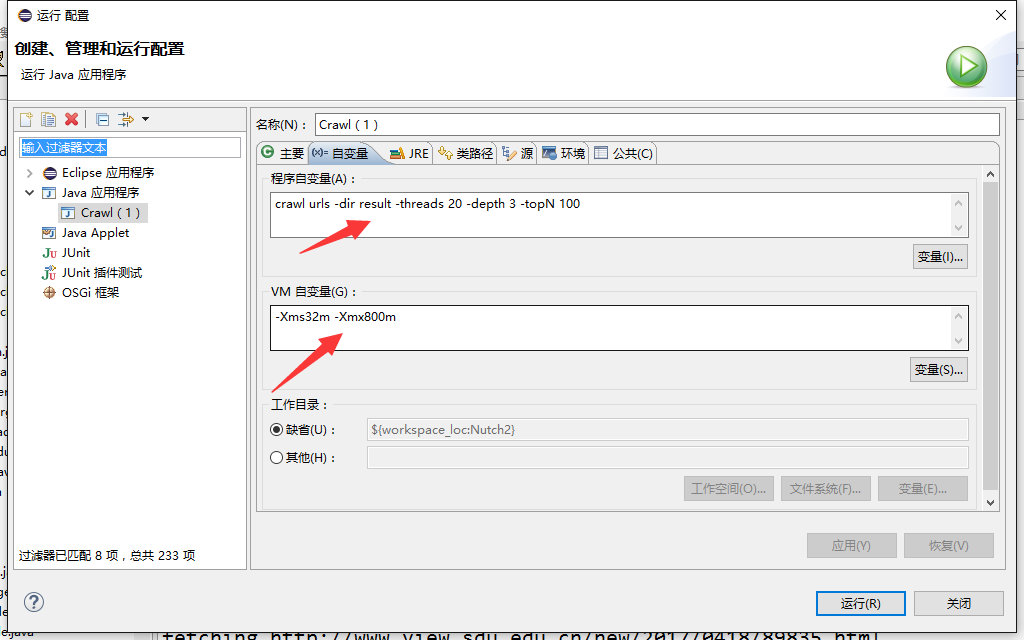 运行 配置
创建、管理和运行配置
运行 Java 应用程序
输入过滤器文本
Eclipse 应用程序
Java 应用程序
Crawl ( 1 )
Java Applet
JUnit
JUnit 插件测试
OSGi 框架
过滤器已匹配 8 项，总共 233 项
名称(N)： Crawl ( 1 )
主要 (x)= 自变量 JRE 类路径 源 环境 公共(C)
程序自变量(A)：
crawl urls -dir result -threads 20 -depth 3 -topN 100
变量(I)...
VM 自变量(G)：
-Xms32m -Xmx800m
变量(S)...
工作目录：
缺省(U)： ${workspace_loc:Nutch2}
其他(H)：
工作空间(O)... 文件系统(F)... 变量(E)...
应用(Y) 恢复(V)
运行(R) 关闭
fetching http://www.view.sdu.edu.cn/new/2017/0418/89835.html